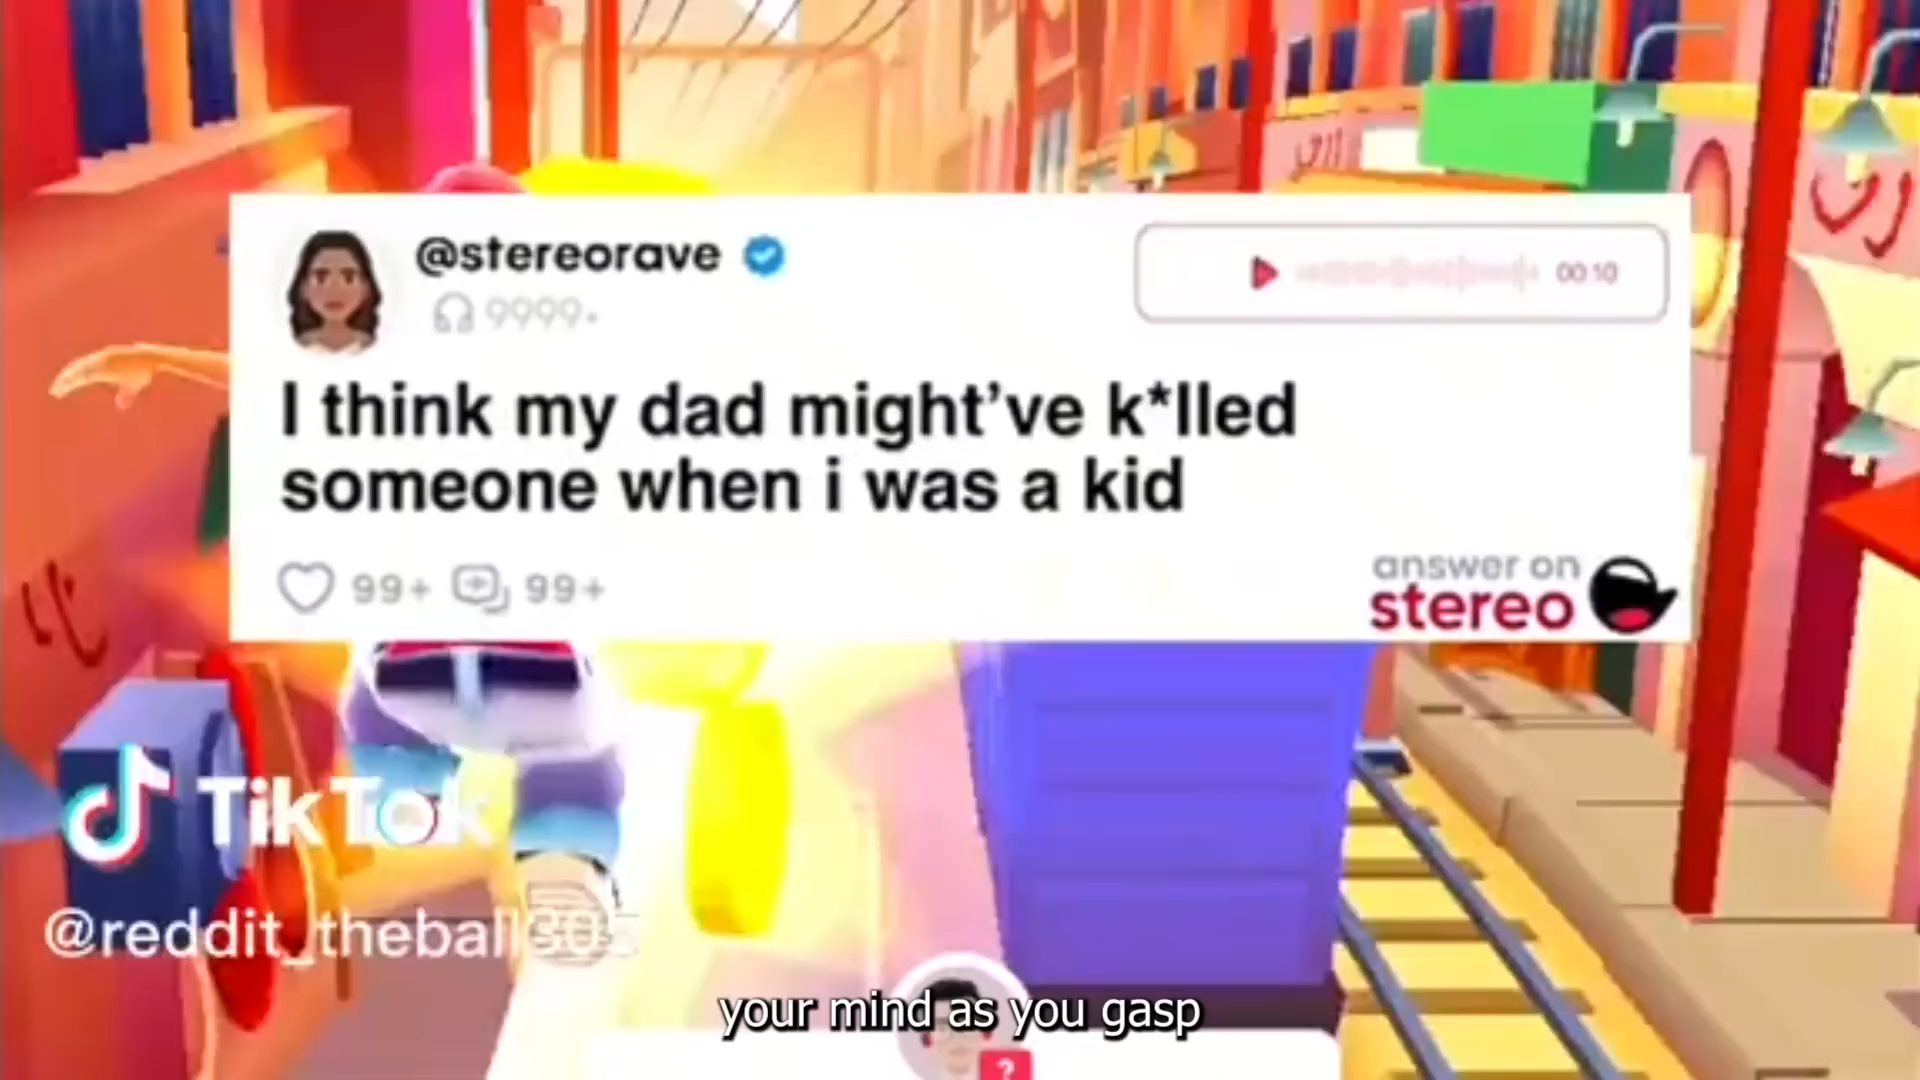 @stereorave
9999+
00:10
I think my dad might’ve k*lled
someone when i was a kid
99+ 99+
answer on
stereo
TikTok
@reddit_theball305
your mind as you gasp
?